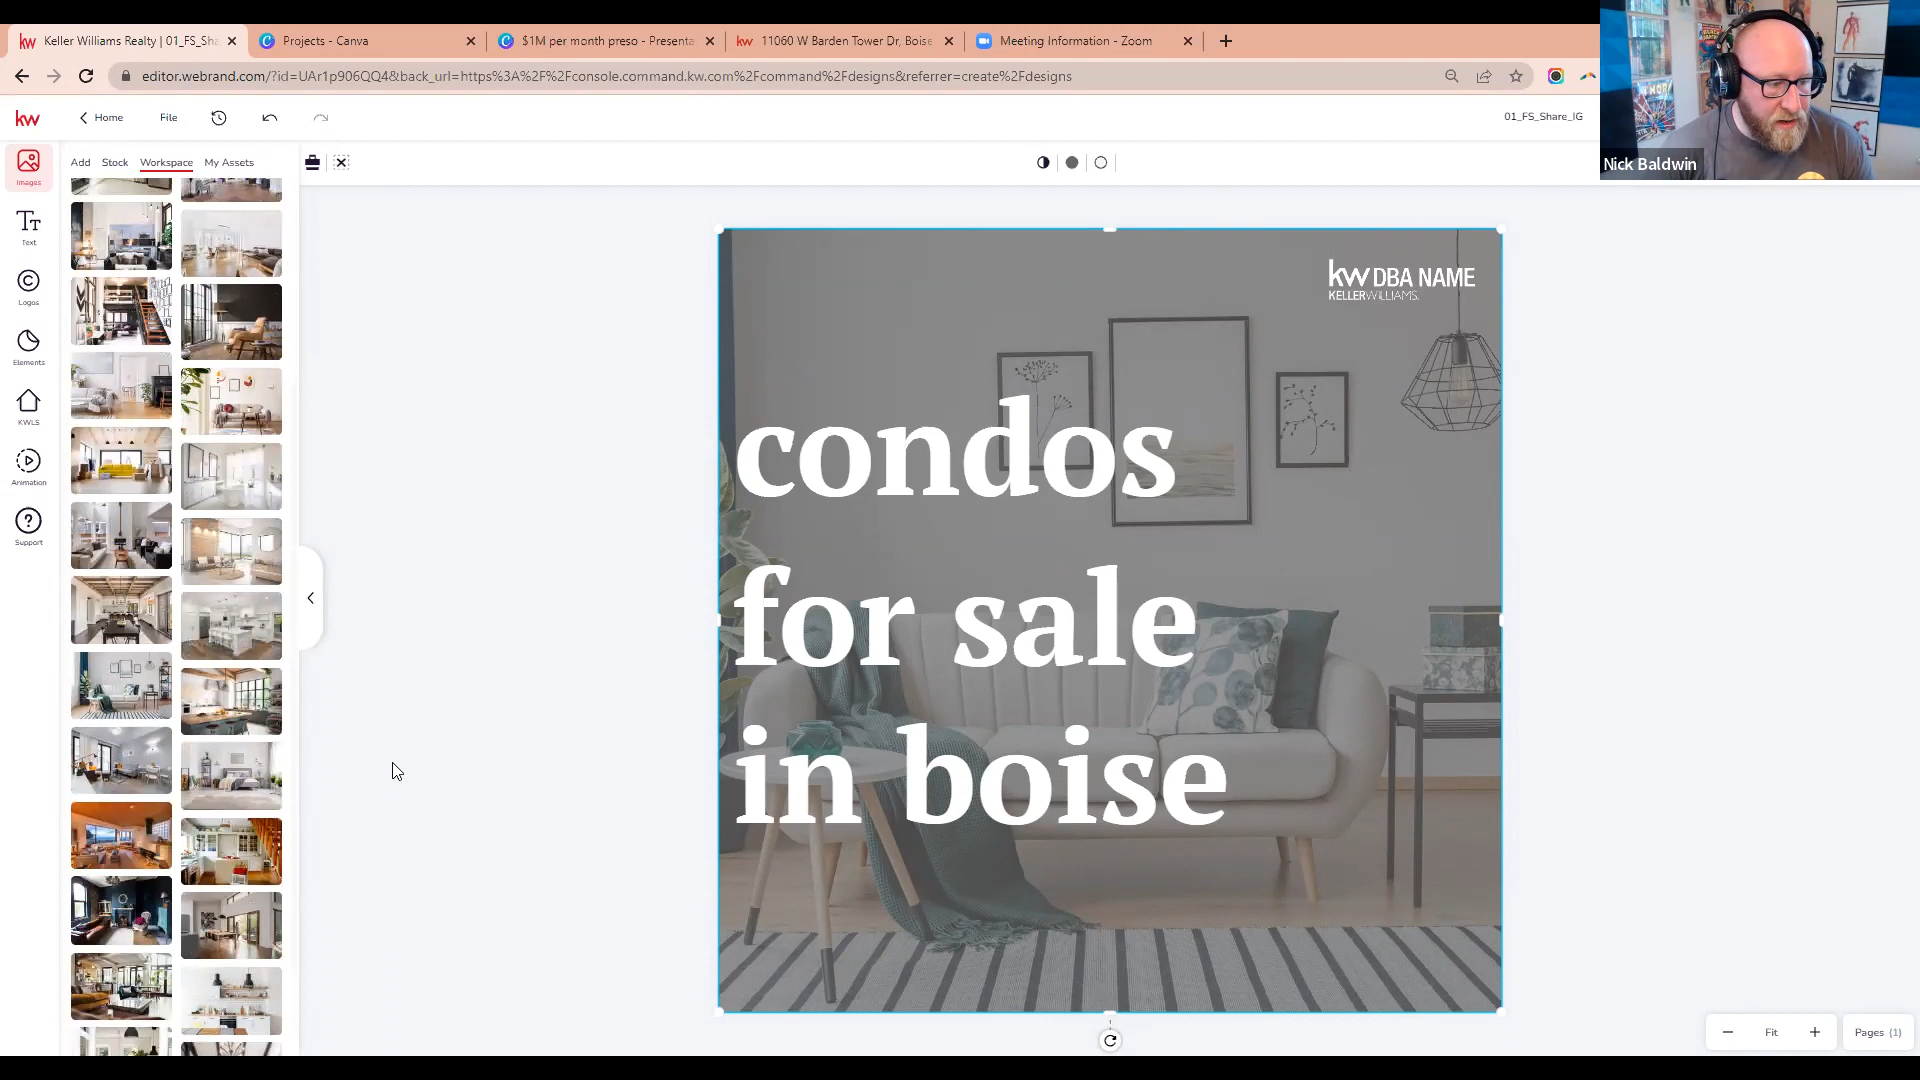 Keller Williams Realty | 01_FS_Sha
Projects - Canva
$1M per month preso - Presenta
kw
11060 W Barden Tower Dr, Boise
Meeting Information - Zoom
editor.webrand.com/?id=UAr1p906QQ4&back_url=https%3A%2F%2Fconsole.command.kw.com%2Fcommand%2Fdesigns&referrer=create%2Fdesigns
kw
Home
File
01_FS_Share_IG
Nick Baldwin
Add
Stock
Workspace
My Assets
Images
Text
Logos
Elements
KWLS
Animation
Support
kw DBA NAME
KELLERWILLIAMS.
condos
for sale
in boise
Fit
Pages (1)